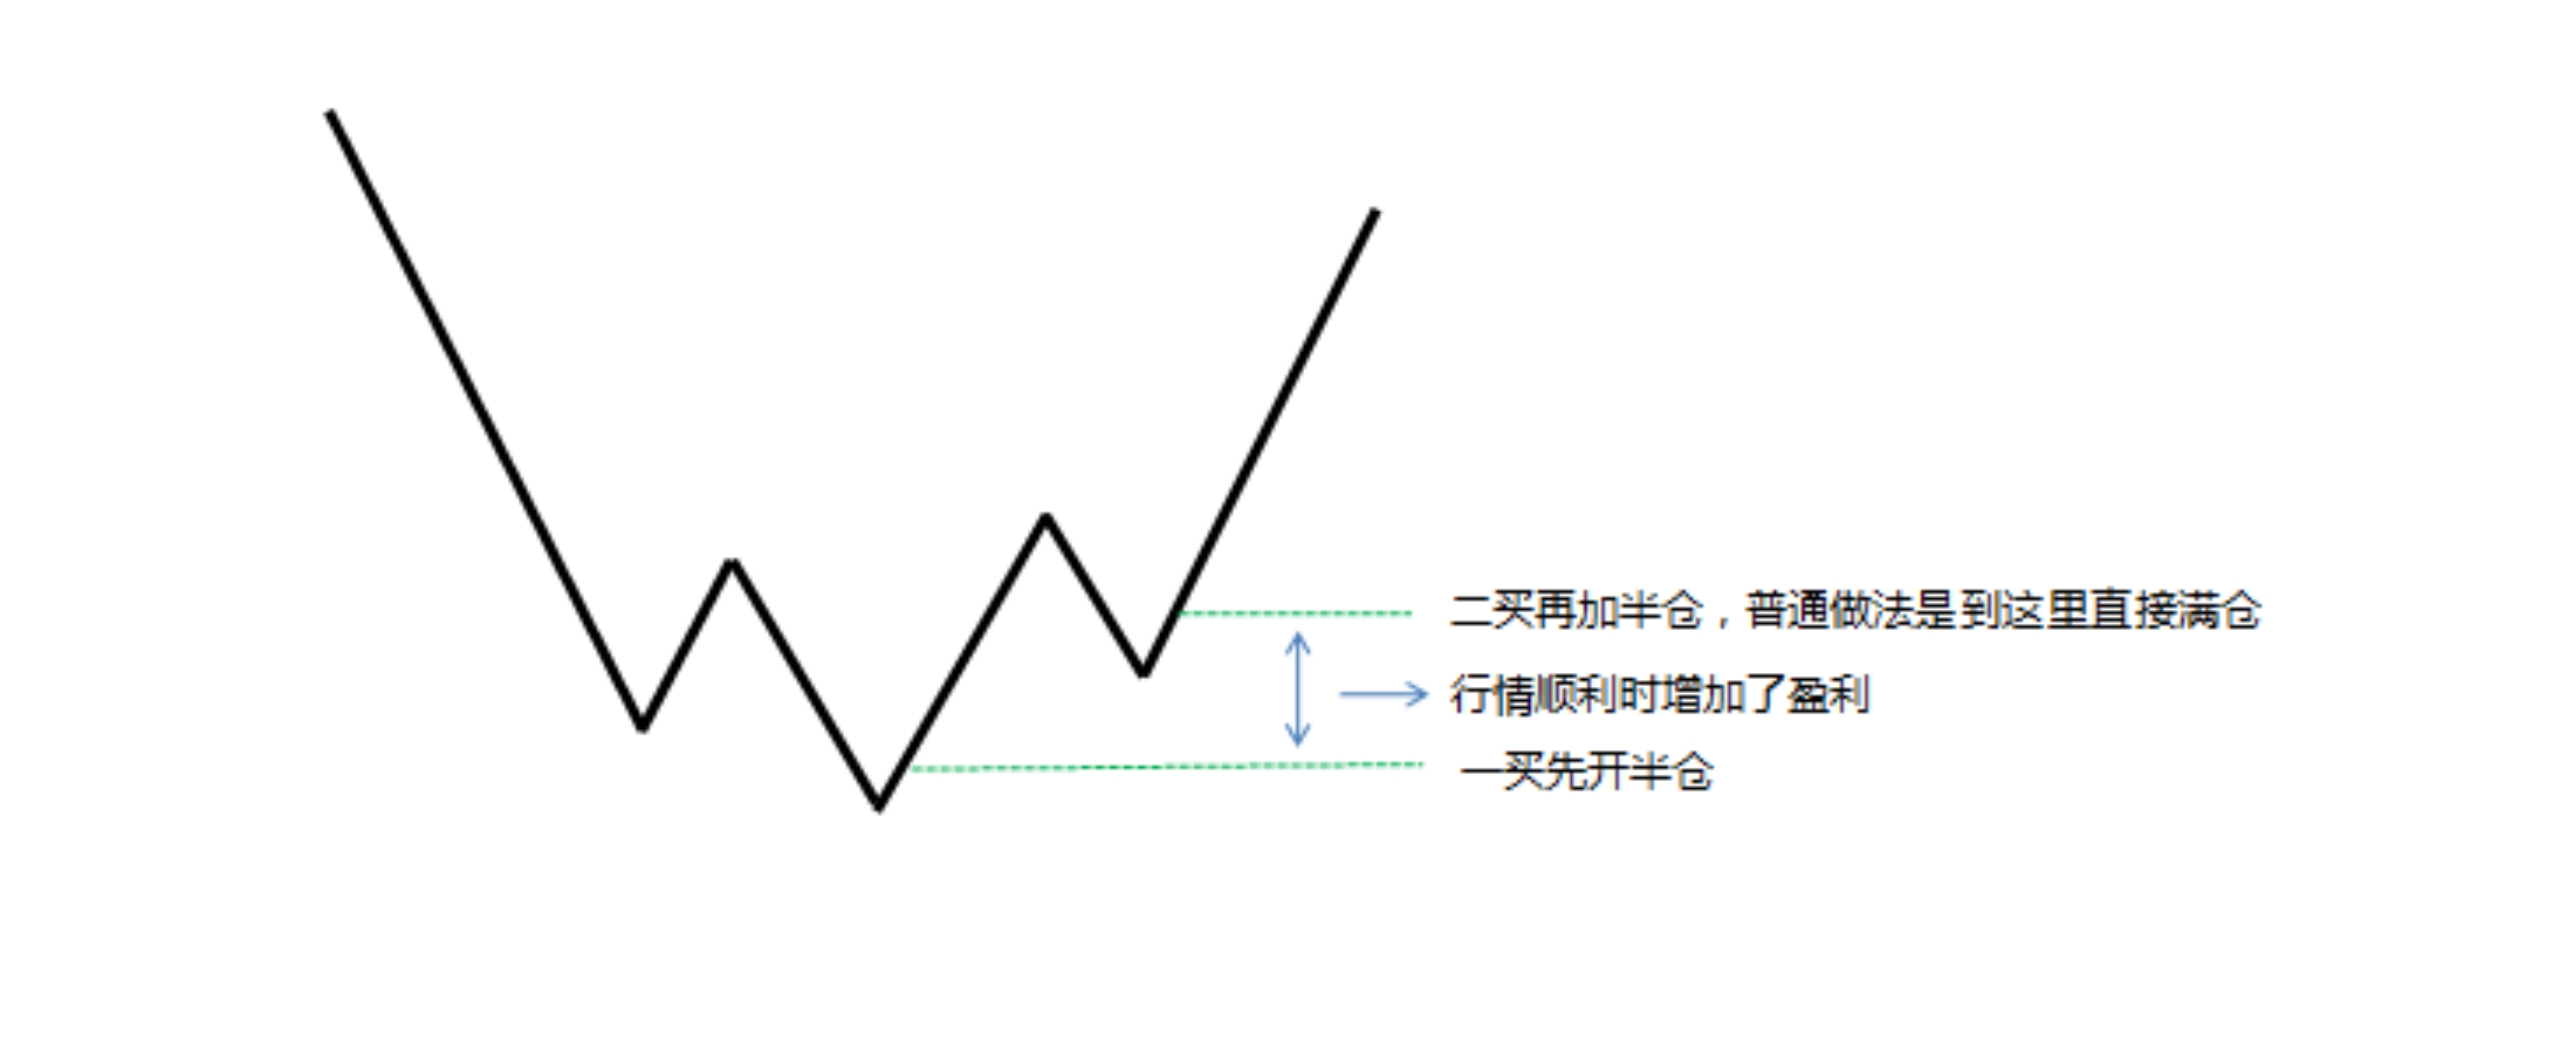 二买再加半仓，普通做法是到这里直接满仓
行情顺利时增加了盈利
一买先开半仓